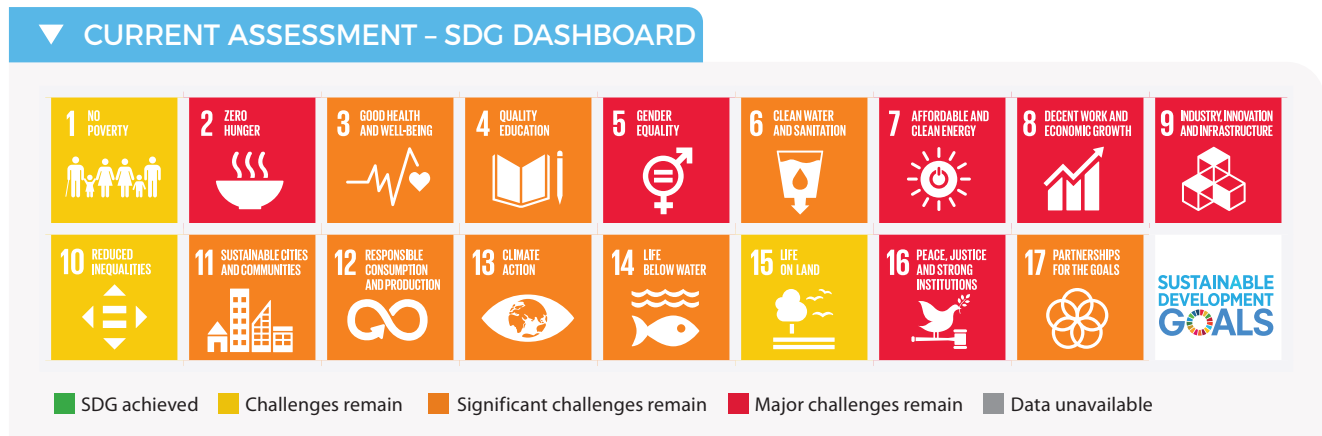 ▼ CURRENT ASSESSMENT – SDG DASHBOARD
1 NO
POVERTY
2 ZERO
HUNGER
3 GOOD HEALTH
AND WELL-BEING
4 QUALITY
EDUCATION
5 GENDER
EQUALITY
6 CLEAN WATER
AND SANITATION
7 AFFORDABLE AND
CLEAN ENERGY
8 DECENT WORK AND
ECONOMIC GROWTH
9 INDUSTRY, INNOVATION
AND INFRASTRUCTURE
10 REDUCED
INEQUALITIES
11 SUSTAINABLE CITIES
AND COMMUNITIES
12 RESPONSIBLE
CONSUMPTION
AND PRODUCTION
13 CLIMATE
ACTION
14 LIFE
BELOW WATER
15 LIFE
ON LAND
16 PEACE, JUSTICE
AND STRONG
INSTITUTIONS
17 PARTNERSHIPS
FOR THE GOALS
SUSTAINABLE
DEVELOPMENT
GOALS
SDG achieved
Challenges remain
Significant challenges remain
Major challenges remain
Data unavailable